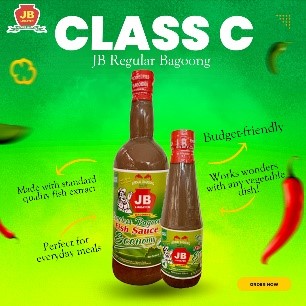 JB
CLASS C
JB Regular Bagoong
Budget-friendly
Made with standard
quality fish extract
Works wonders
with any vegetable
dish!
Perfect for
everyday meals
JB
Fish Sauce
Economy
JB
ORDER NOW